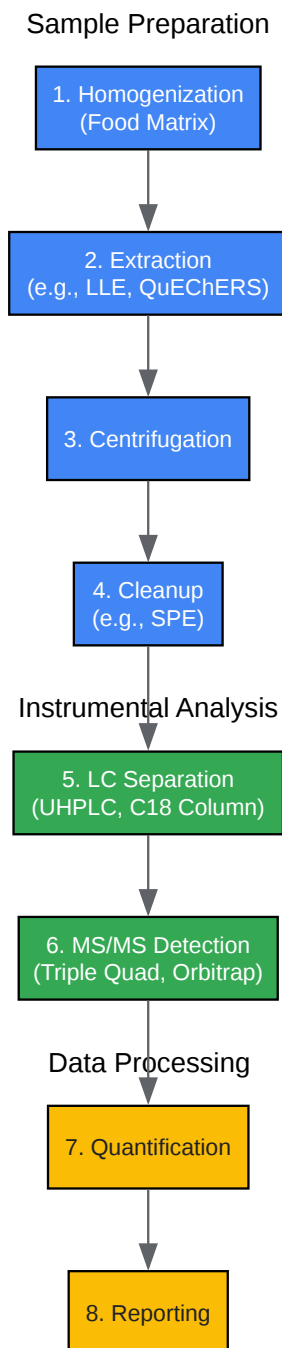 Sample Preparation
1. Homogenization
(Food Matrix)
2. Extraction
(e.g., LLE, QuEChERS)
3. Centrifugation
4. Cleanup
(e.g., SPE)
Instrumental Analysis
5. LC Separation
(UHPLC, C18 Column)
6. MS/MS Detection
(Triple Quad, Orbitrap)
Data Processing
7. Quantification
8. Reporting